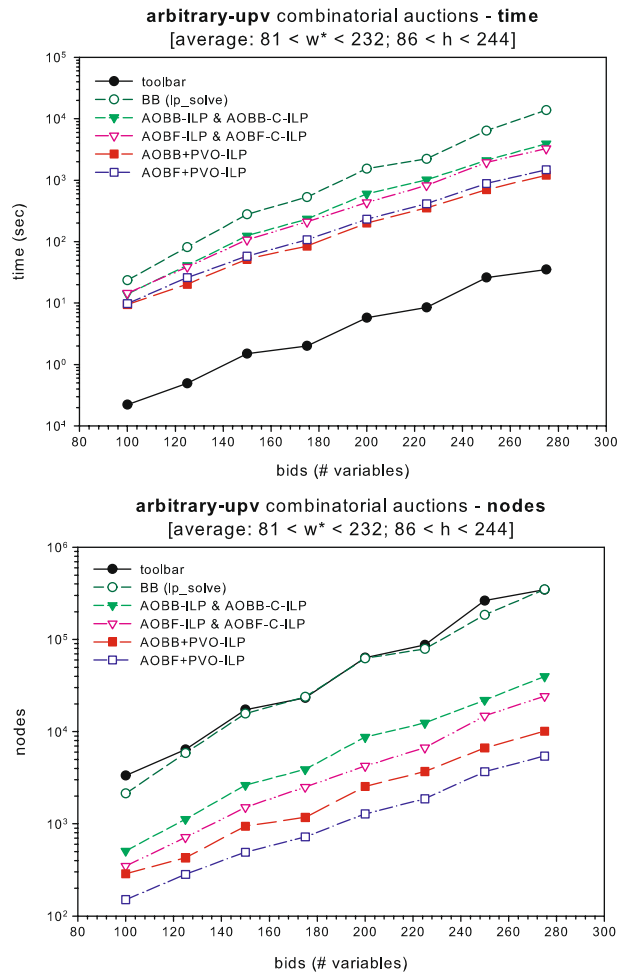 arbitrary-upv combinatorial auctions - time
[average: 81 < w* < 232; 86 < h < 244]
10^5
10^4
10^3
10^2
10^1
10^0
10^-1
time (sec)
toolbar
BB (lp_solve)
AOBB-ILP & AOBB-C-ILP
AOBF-ILP & AOBF-C-ILP
AOBB+PVO-ILP
AOBF+PVO-ILP
80 100 120 140 160 180 200 220 240 260 280 300
bids (# variables)
arbitrary-upv combinatorial auctions - nodes
[average: 81 < w* < 232; 86 < h < 244]
10^6
10^5
10^4
10^3
10^2
nodes
toolbar
BB (lp_solve)
AOBB-ILP & AOBB-C-ILP
AOBF-ILP & AOBF-C-ILP
AOBB+PVO-ILP
AOBF+PVO-ILP
80 100 120 140 160 180 200 220 240 260 280 300
bids (# variables)